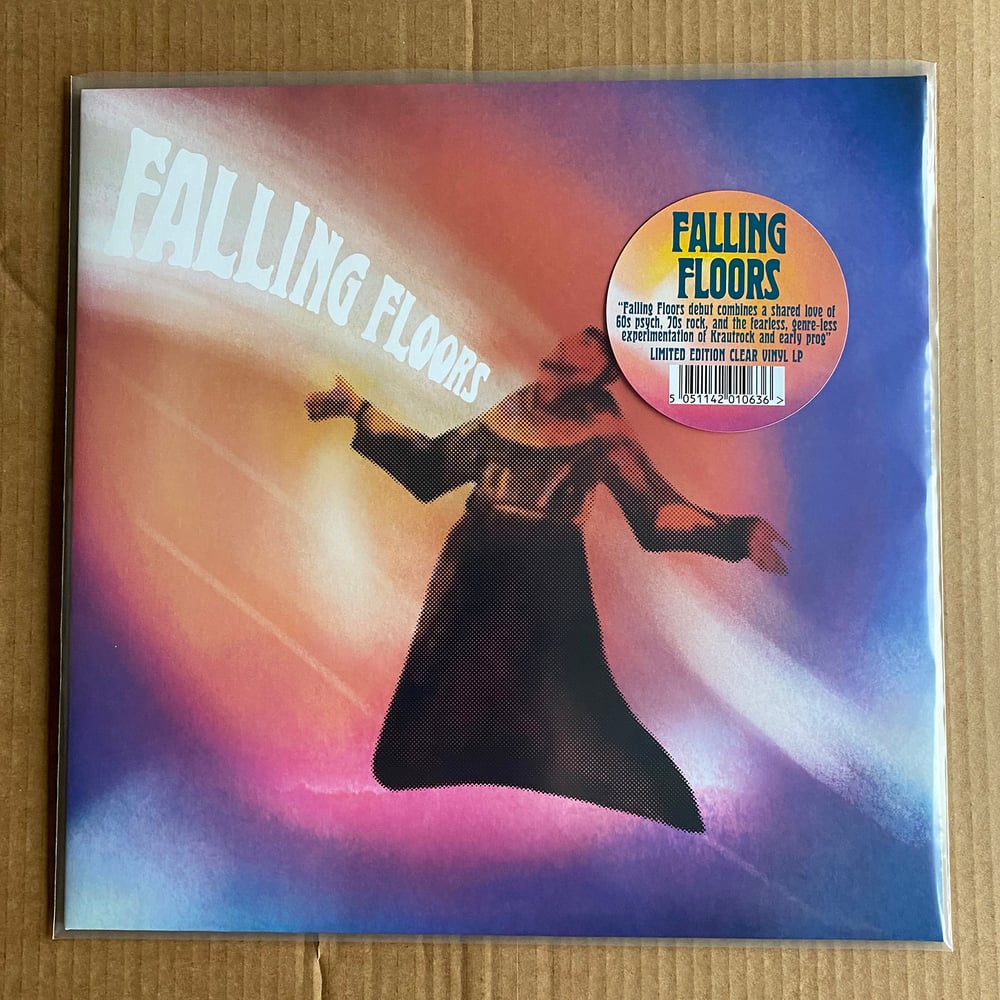 FALLING FLOORS
FALLING
FLOORS
“Falling Floors debut combines a shared love of
60s psych, 70s rock, and the fearless, genre-less
experimentation of Krautrock and early prog”
LIMITED EDITION CLEAR VINYL LP
5 051142 010636 >